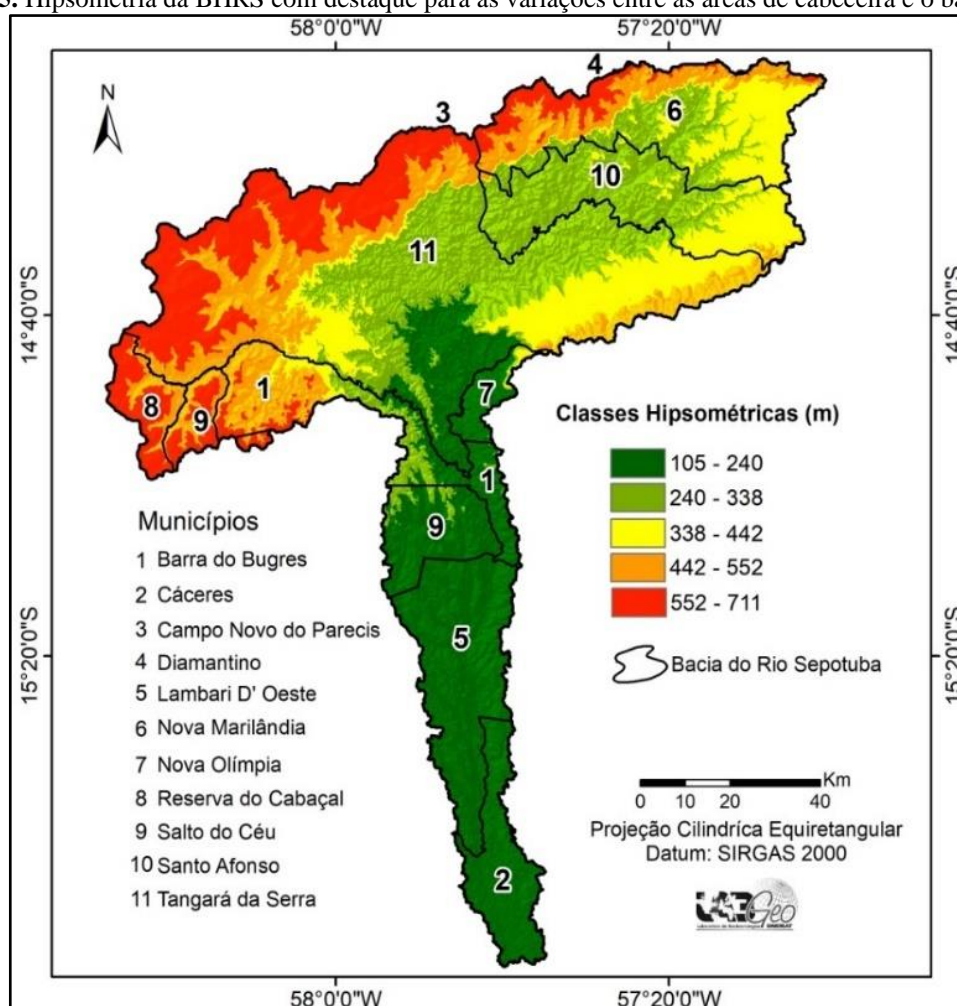 3. Hipsometria da BHRS com destaque para as variações entre as áreas de cabeceira e o ba
58°0'0"W 57°20'0"W
4
N
3
6
10
11
14°40'0"S 14°40'0"S
8
9
1
7
1
9
5
2
Classes Hipsométricas (m)
105 - 240
240 - 338
338 - 442
442 - 552
552 - 711
Bacia do Rio Sepotuba
Municípios
1 Barra do Bugres
2 Cáceres
3 Campo Novo do Parecis
4 Diamantino
5 Lambari D' Oeste
6 Nova Marilândia
7 Nova Olímpia
8 Reserva do Cabaçal
9 Salto do Céu
10 Santo Afonso
11 Tangará da Serra
15°20'0"S 15°20'0"S
Km
0 10 20 40
Projeção Cilindríca Equiretangular
Datum: SIRGAS 2000
Geo
58°0'0"W 57°20'0"W